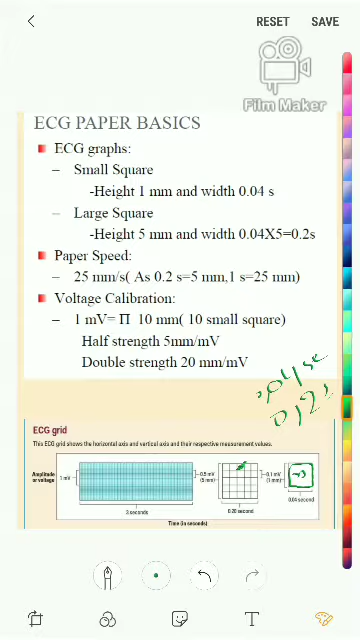 RESET SAVE
Film Maker
ECG PAPER BASICS
ECG graphs:
– Small Square
-Height 1 mm and width 0.04 s
– Large Square
-Height 5 mm and width 0.04X5=0.2s
Paper Speed:
– 25 mm/s( As 0.2 s=5 mm,1 s=25 mm)
Voltage Calibration:
– 1 mV= Π 10 mm( 10 small square)
Half strength 5mm/mV
Double strength 20 mm/mV
ECG grid
This ECG grid shows the horizontal axis and vertical axis and their respective measurement values.
Amplitude or voltage
1 mV
0.5 mV (5 mm)
0.1 mV (1 mm)
3 seconds
0.20 second
0.04 second
Time (in seconds)
T